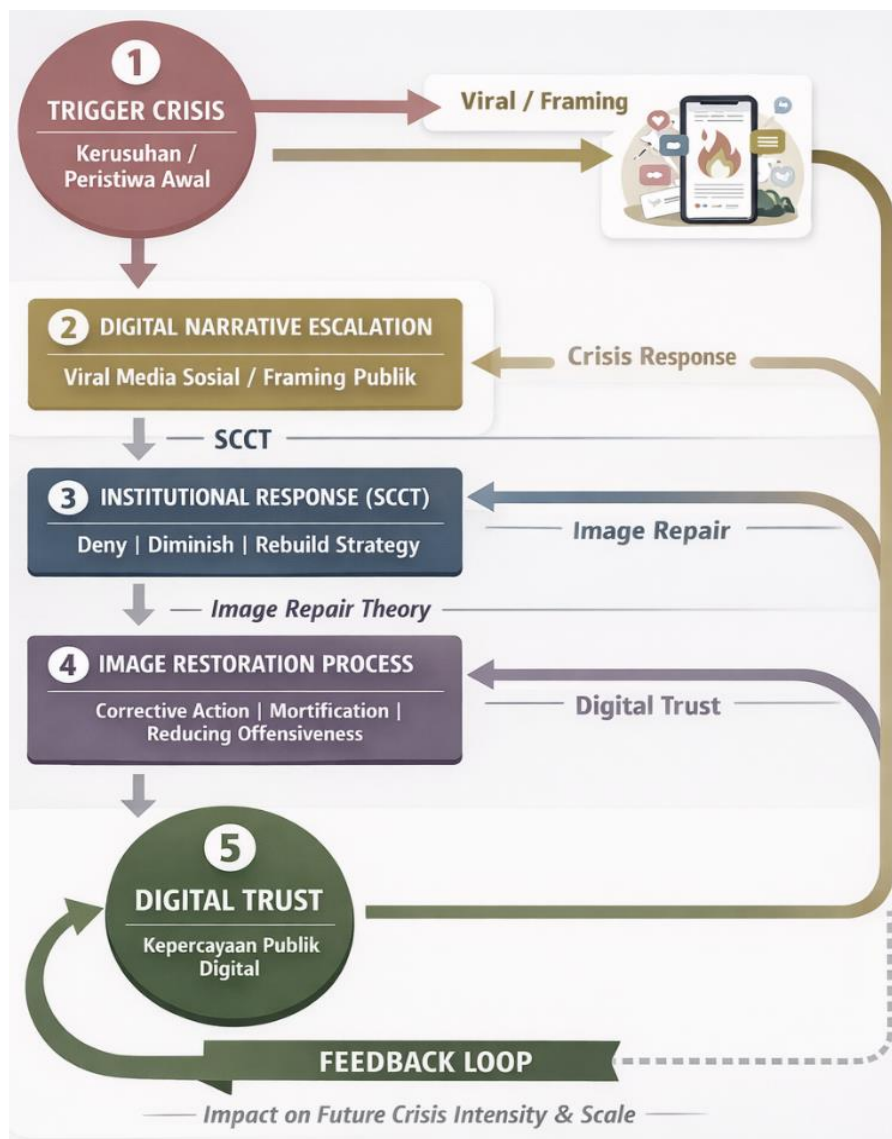 1
TRIGGER CRISIS
Kerusuhan /
Peristiwa Awal
Viral / Framing
2 DIGITAL NARRATIVE ESCALATION
Viral Media Sosial / Framing Publik
Crisis Response
SCCT
3 INSTITUTIONAL RESPONSE (SCCT)
Deny | Diminish | Rebuild Strategy
Image Repair
Image Repair Theory
4 IMAGE RESTORATION PROCESS
Corrective Action | Mortification |
Reducing Offensiveness
Digital Trust
5
DIGITAL TRUST
Kepercayaan Publik
Digital
FEEDBACK LOOP
Impact on Future Crisis Intensity & Scale